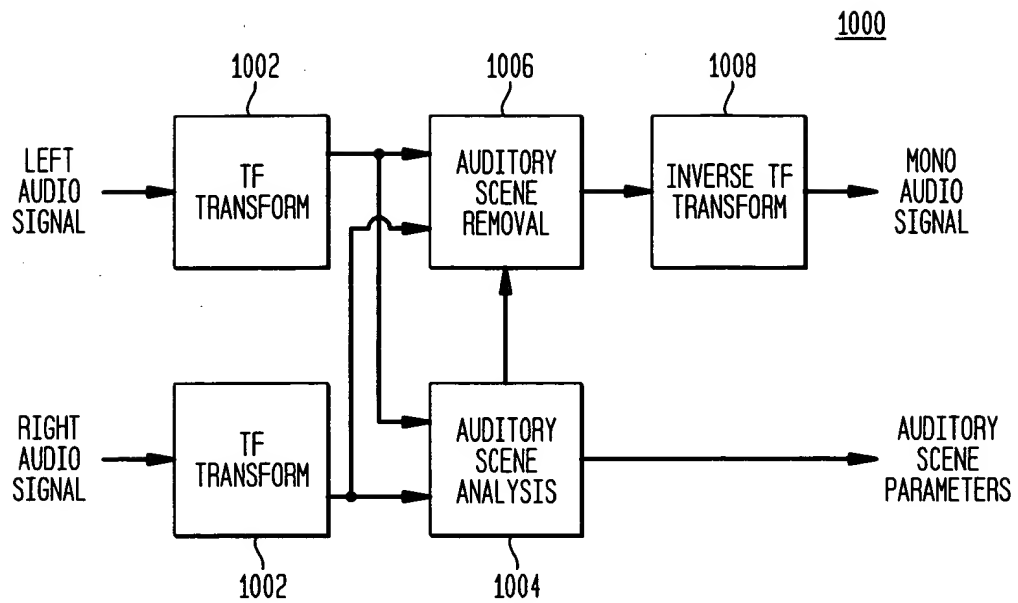 1000
1002
1006
1008
LEFT
AUDIO
SIGNAL
TF
TRANSFORM
AUDITORY
SCENE
REMOVAL
INVERSE TF
TRANSFORM
MONO
AUDIO
SIGNAL
RIGHT
AUDIO
SIGNAL
TF
TRANSFORM
AUDITORY
SCENE
ANALYSIS
AUDITORY
SCENE
PARAMETERS
1002
1004